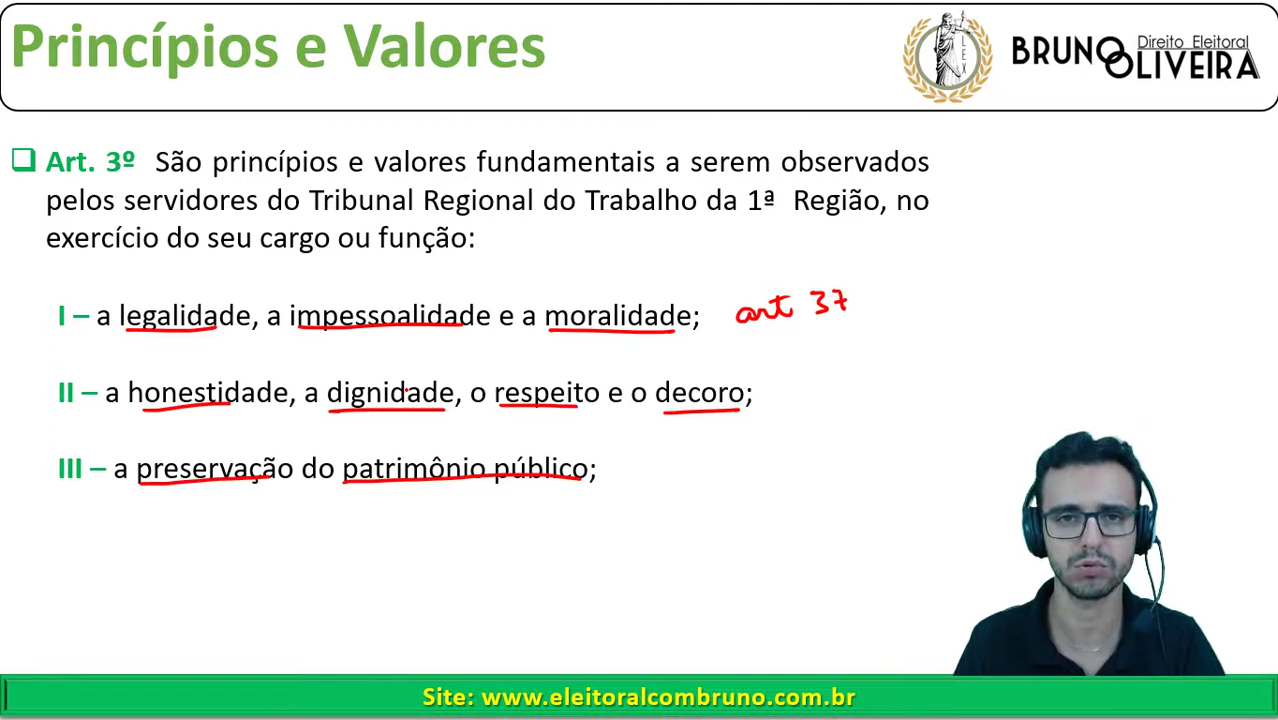 Princípios e Valores
LEX
BRUNO Direito Eleitoral
OLIVEIRA
Art. 3º São princípios e valores fundamentais a serem observados
pelos servidores do Tribunal Regional do Trabalho da 1ª Região, no
exercício do seu cargo ou função:
I – a legalidade, a impessoalidade e a moralidade; art 37
II – a honestidade, a dignidade, o respeito e o decoro;
III – a preservação do patrimônio público;
Site: www.eleitoralcombruno.com.br